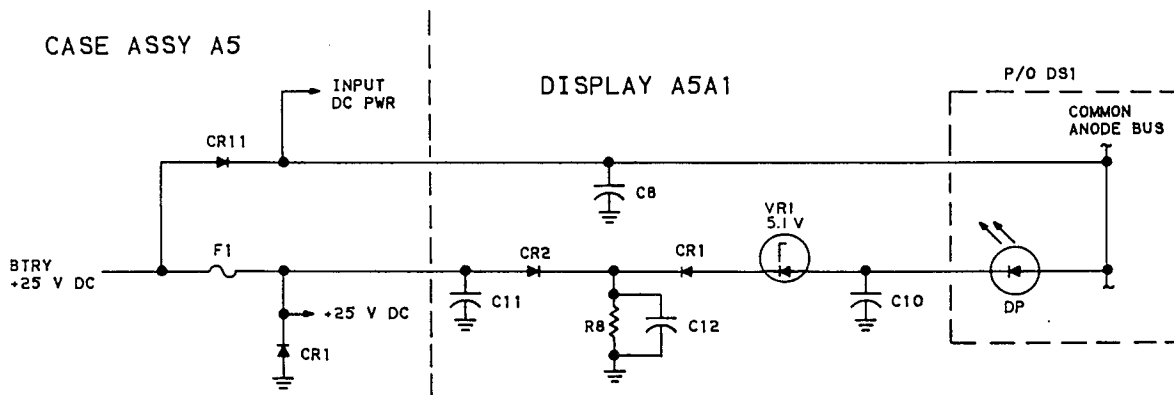 CASE ASSY A5
INPUT
DC PWR
DISPLAY A5A1
P/O DS1
COMMON
ANODE BUS
CR11
C8
VR1
5.1 V
BTRY
+25 V DC
F1
CR2
CR1
C11
C10
DP
+25 V DC
R8
C12
CR1